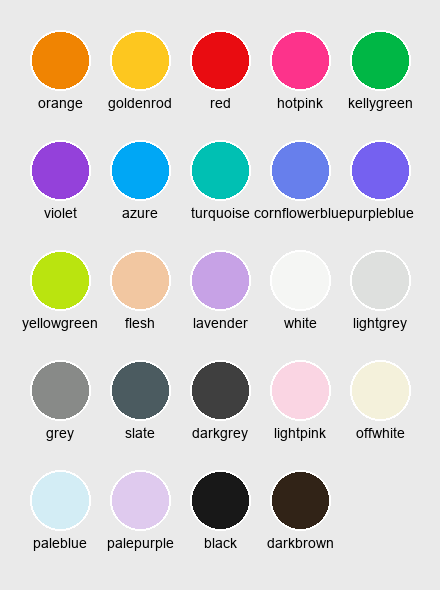 orange goldenrod red hotpink kellygreen
violet azure turquoise cornflowerblue purpleblue
yellowgreen flesh lavender white lightgrey
grey slate darkgrey lightpink offwhite
paleblue palepurple black darkbrown